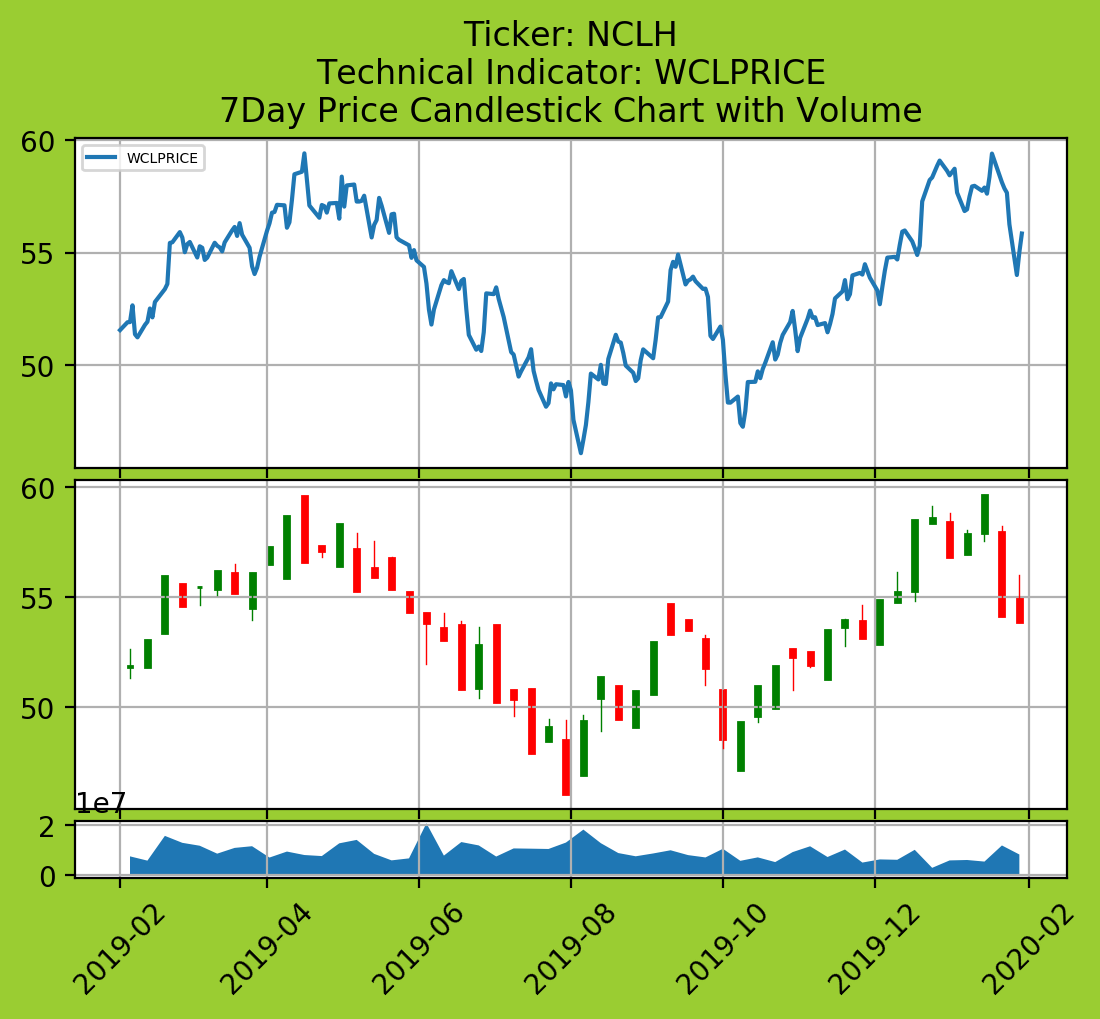 Ticker: NCLH
Technical Indicator: WCLPRICE
7Day Price Candlestick Chart with Volume
60
WCLPRICE
55
50
60
55
50
1e7
2
0
2019-02 2019-04 2019-06 2019-08 2019-10 2019-12 2020-02